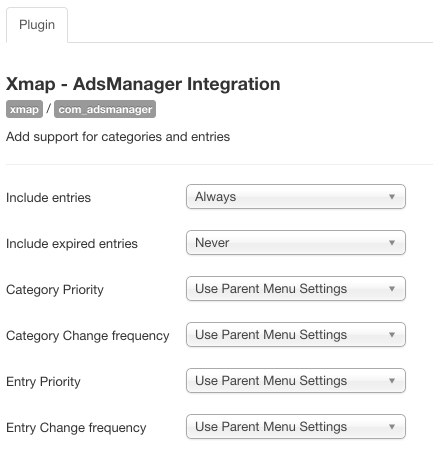 Plugin
Xmap - AdsManager Integration
xmap / com_adsmanager
Add support for categories and entries
Include entries Always
Include expired entries Never
Category Priority Use Parent Menu Settings
Category Change frequency Use Parent Menu Settings
Entry Priority Use Parent Menu Settings
Entry Change frequency Use Parent Menu Settings